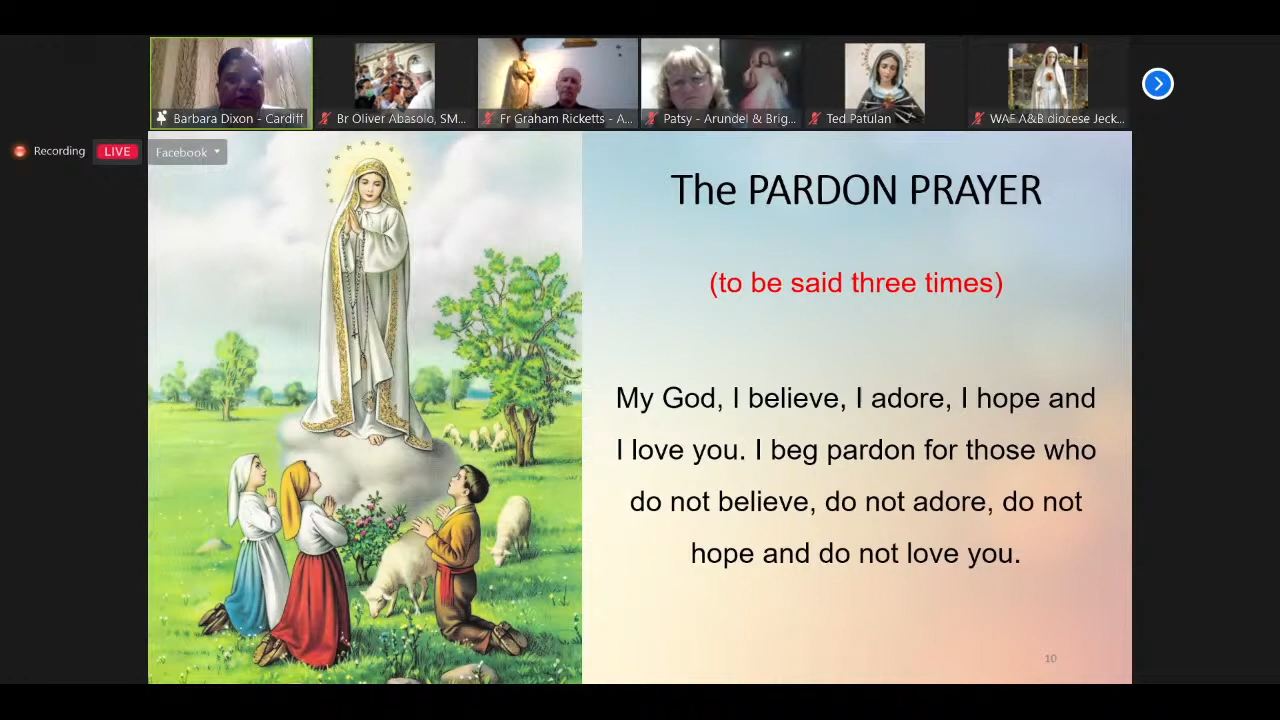 Barbara Dixon - Cardiff
Br Oliver Abasolo, SM...
Fr Graham Ricketts - A...
Patsy - Arundel & Brig...
Ted Patulan
WAF A&B diocese Jeck...
Recording
LIVE
Facebook
The PARDON PRAYER
(to be said three times)
My God, I believe, I adore, I hope and
I love you. I beg pardon for those who
do not believe, do not adore, do not
hope and do not love you.
10